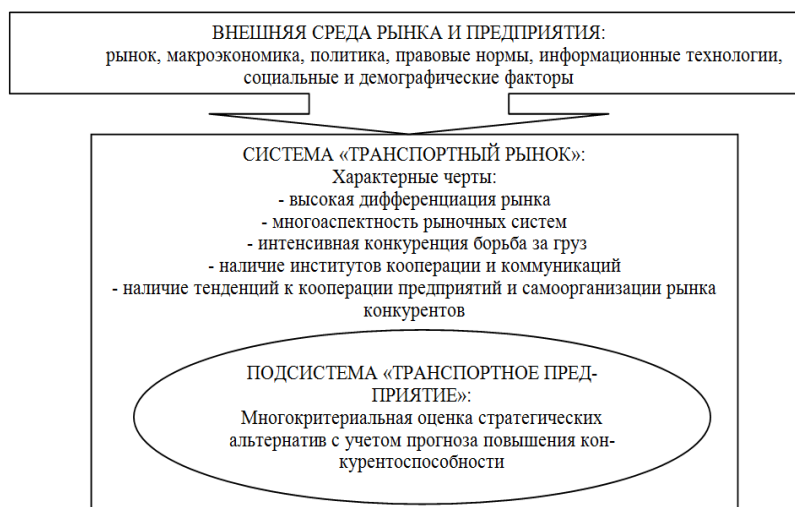 ВНЕШНЯЯ СРЕДА РЫНКА И ПРЕДПРИЯТИЯ:
рынок, макроэкономика, политика, правовые нормы, информационные технологии,
социальные и демографические факторы
СИСТЕМА «ТРАНСПОРТНЫЙ РЫНОК»:
Характерные черты:
- высокая дифференциация рынка
- многоаспектность рыночных систем
- интенсивная конкуренция борьба за груз
- наличие институтов кооперации и коммуникаций
- наличие тенденций к кооперации предприятий и самоорганизации рынка
конкурентов
ПОДСИСТЕМА «ТРАНСПОРТНОЕ ПРЕД-
ПРИЯТИЕ»:
Многокритериальная оценка стратегических
альтернатив с учетом прогноза повышения кон-
курентоспособности